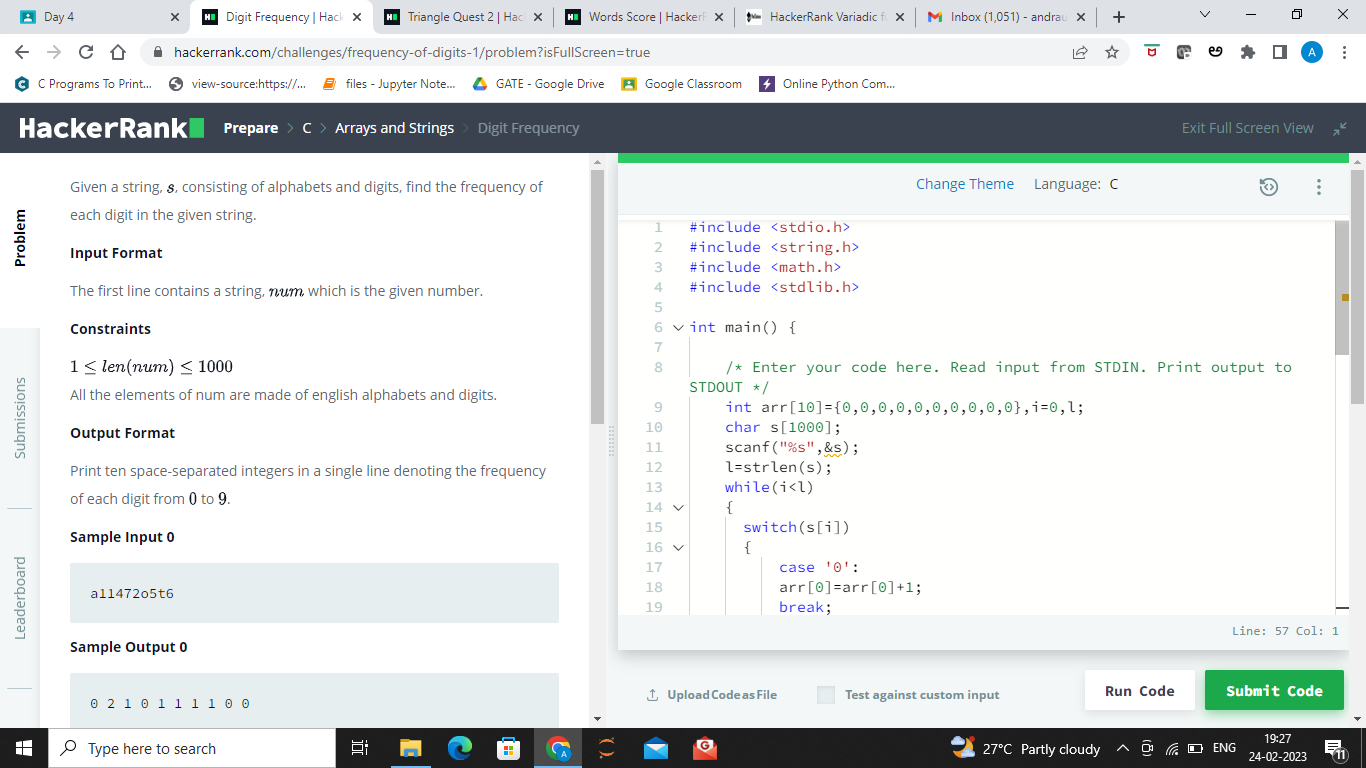 Day 4
Digit Frequency | Hack
Triangle Quest 2 | Hac
Words Score | HackerR
HackerRank Variadic fu
Inbox (1,051) - andrau
hackerrank.com/challenges/frequency-of-digits-1/problem?isFullScreen=true
A
C Programs To Print...
view-source:https://...
files - Jupyter Note...
GATE - Google Drive
Google Classroom
Online Python Com...
HackerRank
Prepare > C > Arrays and Strings > Digit Frequency
Exit Full Screen View
Problem
Submissions
Leaderboard
Given a string, s, consisting of alphabets and digits, find the frequency of
each digit in the given string.
Input Format
The first line contains a string, num which is the given number.
Constraints
1 ≤ len(num) ≤ 1000
All the elements of num are made of english alphabets and digits.
Output Format
Print ten space-separated integers in a single line denoting the frequency
of each digit from 0 to 9.
Sample Input 0
a11472o5t6
Sample Output 0
0 2 1 0 1 1 1 1 0 0
Change Theme Language: C
1 #include <stdio.h>
2 #include <string.h>
3 #include <math.h>
4 #include <stdlib.h>
5
6 int main() {
7
8 /* Enter your code here. Read input from STDIN. Print output to
STDOUT */
9 int arr[10]={0,0,0,0,0,0,0,0,0,0},i=0,l;
10 char s[1000];
11 scanf("%s",&s);
12 l=strlen(s);
13 while(i<l)
14 {
15 switch(s[i])
16 {
17 case '0':
18 arr[0]=arr[0]+1;
19 break;
Line: 57 Col: 1
Upload Code as File
Test against custom input
Run Code
Submit Code
Type here to search
27°C Partly cloudy
ENG
19:27
24-02-2023
11